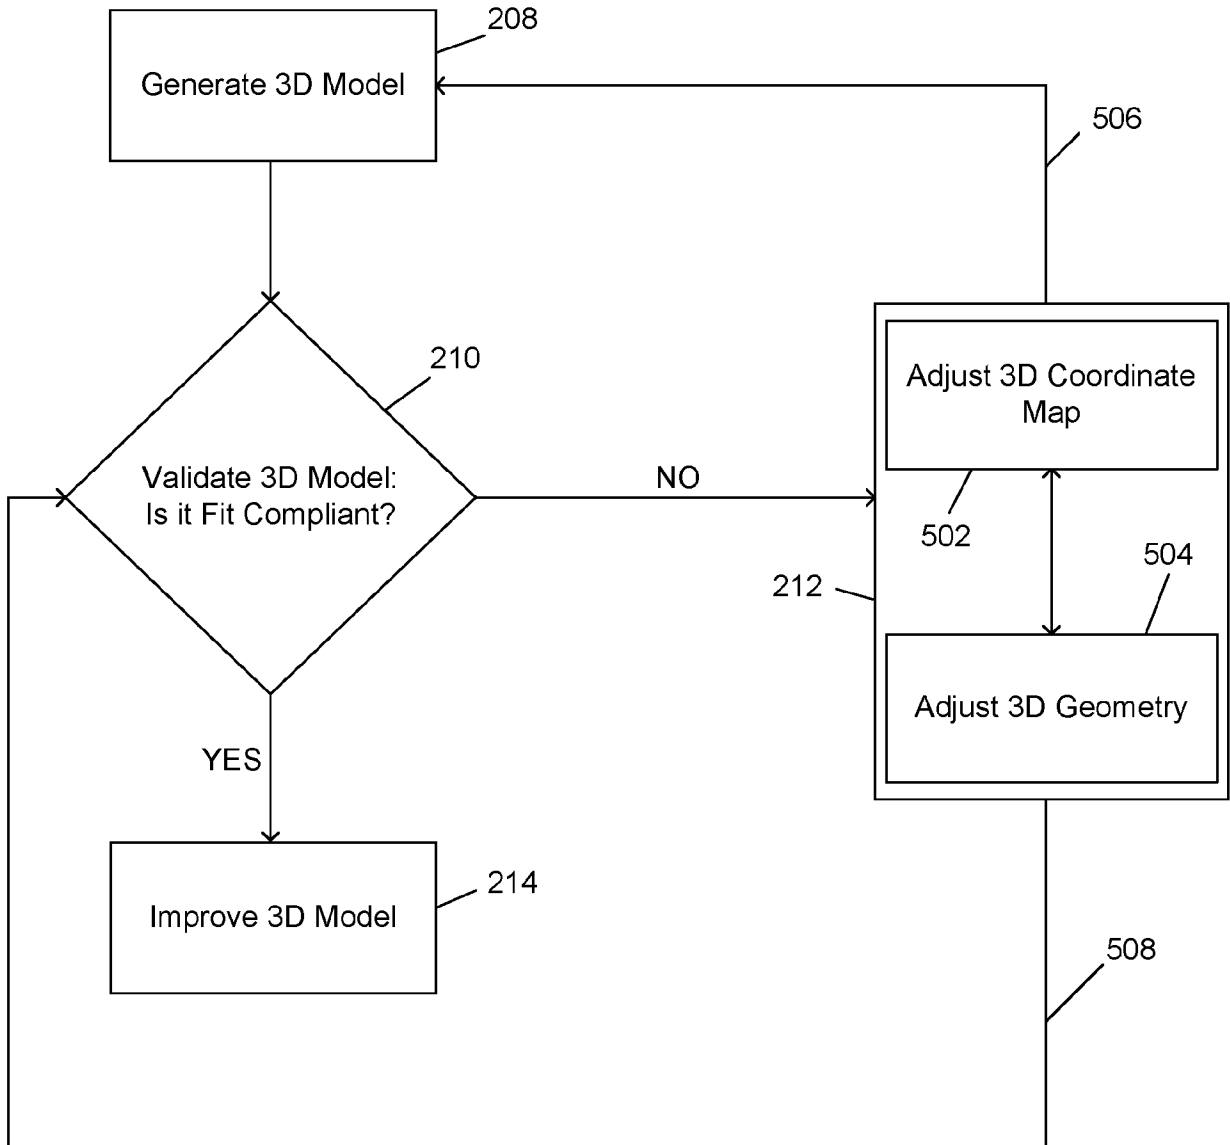 208
Generate 3D Model
506
210
Adjust 3D Coordinate
Map
Validate 3D Model:
Is it Fit Compliant?
NO
502
504
212
Adjust 3D Geometry
YES
214
Improve 3D Model
508